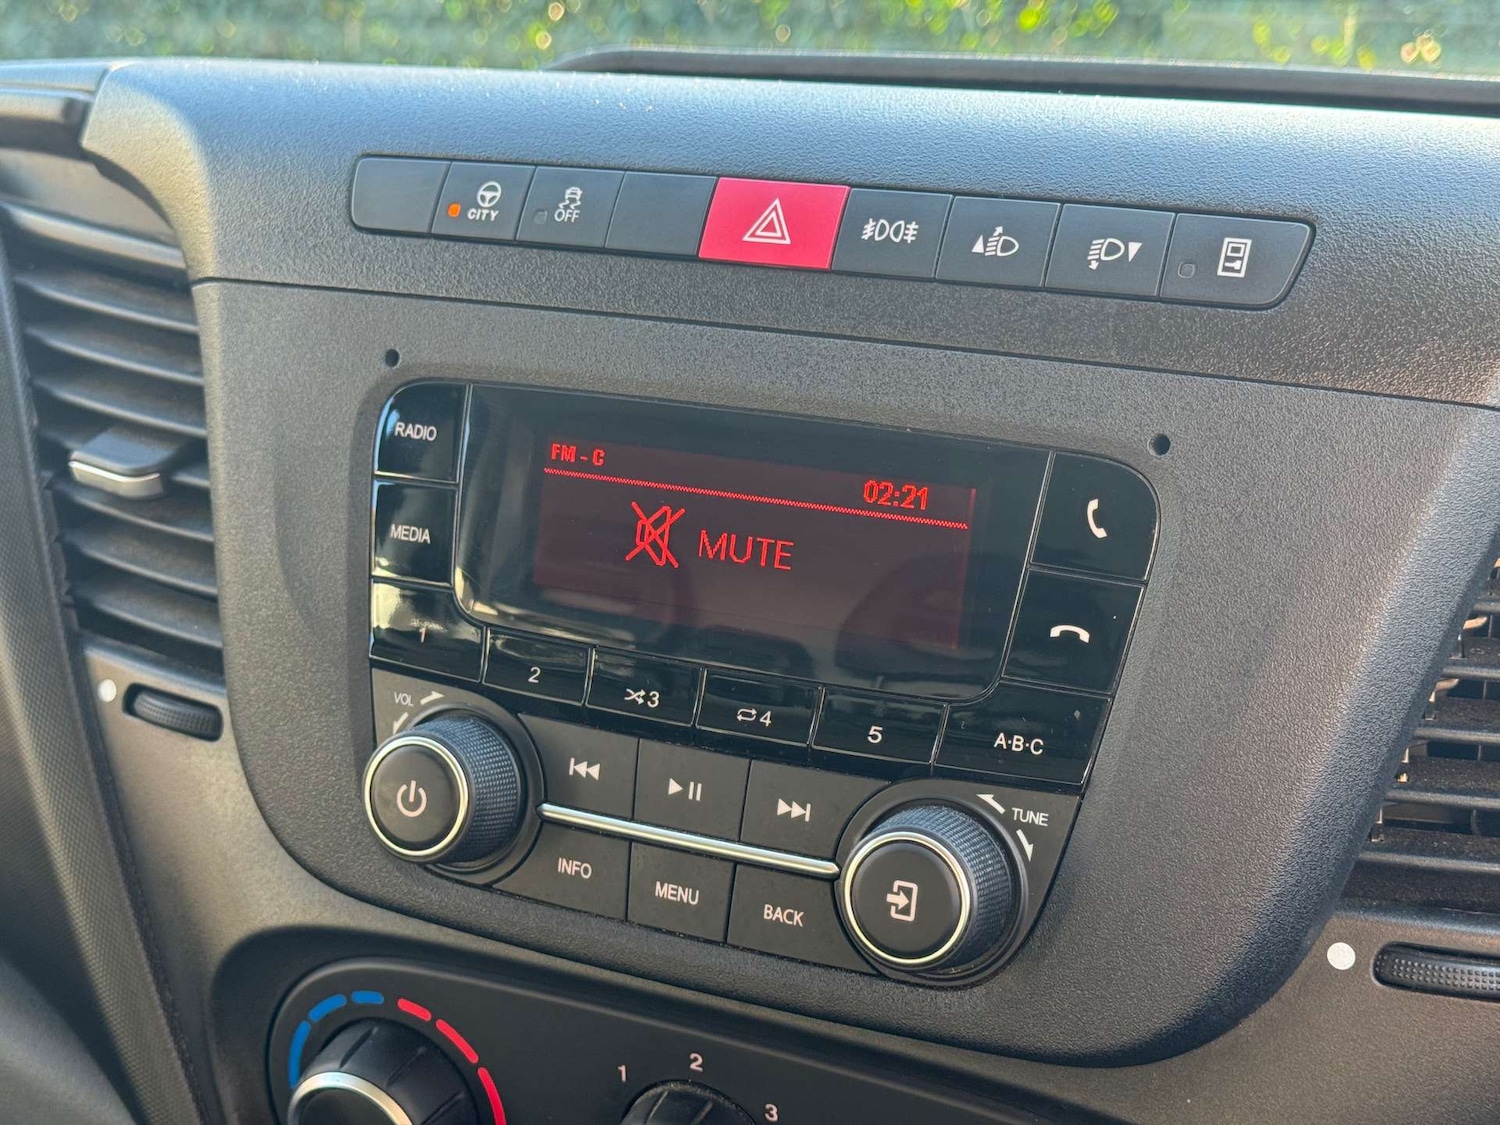 CITY
OFF
RADIO
FM - C
02:21
MEDIA
MUTE
1
2
3
4
5
A·B·C
VOL
TUNE
INFO
MENU
BACK
1
2
3